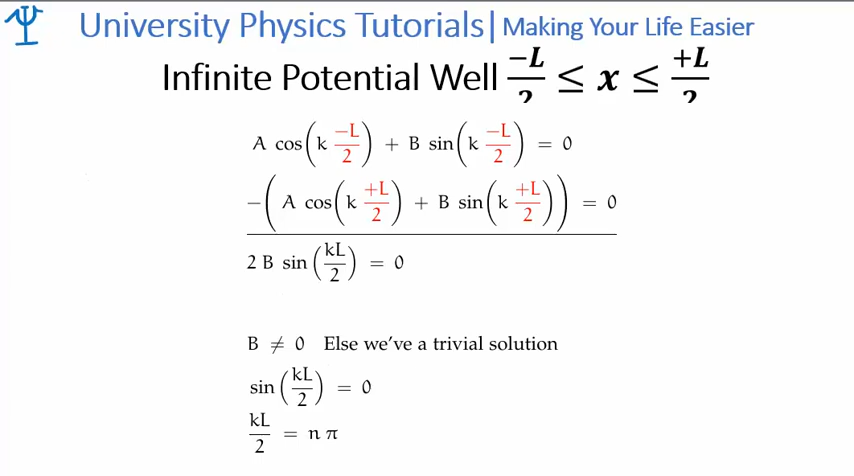 University Physics Tutorials| Making Your Life Easier
Infinite Potential Well −L/2 ≤ x ≤ +L/2
A cos(k −L/2) + B sin(k −L/2) = 0
−(A cos(k +L/2) + B sin(k +L/2)) = 0
2 B sin(kL/2) = 0
B ≠ 0 Else we've a trivial solution
sin(kL/2) = 0
kL/2 = n π